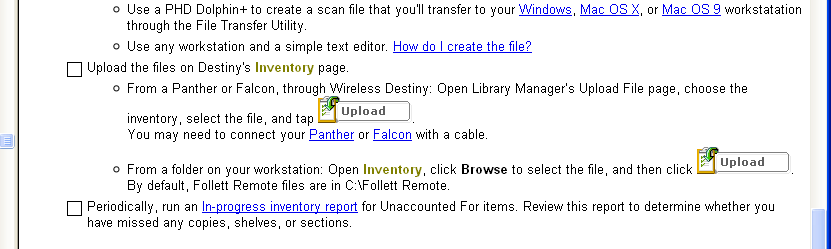 Use a PHD Dolphin+ to create a scan file that you'll transfer to your Windows, Mac OS X, or Mac OS 9 workstatation
through the File Transfer Utility.
Use any workstation and a simple text editor. How do I create the file?
Upload the files on Destiny's Inventory page.
From a Panther or Falcon, through Wireless Destiny: Open Library Manager's Upload File page, choose the
inventory, select the file, and tap Upload.
You may need to connect your Panther or Falcon with a cable.
From a folder on your workstation: Open Inventory, click Browse to select the file, and then click Upload.
By default, Follett Remote files are in C:\Follett Remote.
Periodically, run an In-progress inventory report for Unaccounted For items. Review this report to determine whether you
have missed any copies, shelves, or sections.